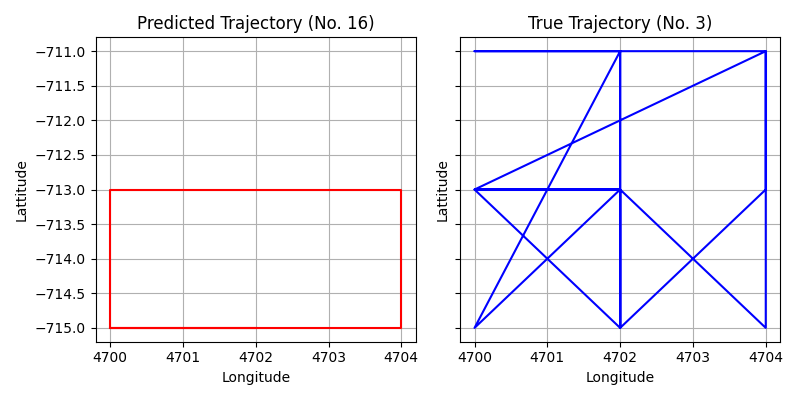 Predicted Trajectory (No. 16)
Lattitude
−711.0
−711.5
−712.0
−712.5
−713.0
−713.5
−714.0
−714.5
−715.0
4700 4701 4702 4703 4704
Longitude
True Trajectory (No. 3)
Lattitude
4700 4701 4702 4703 4704
Longitude